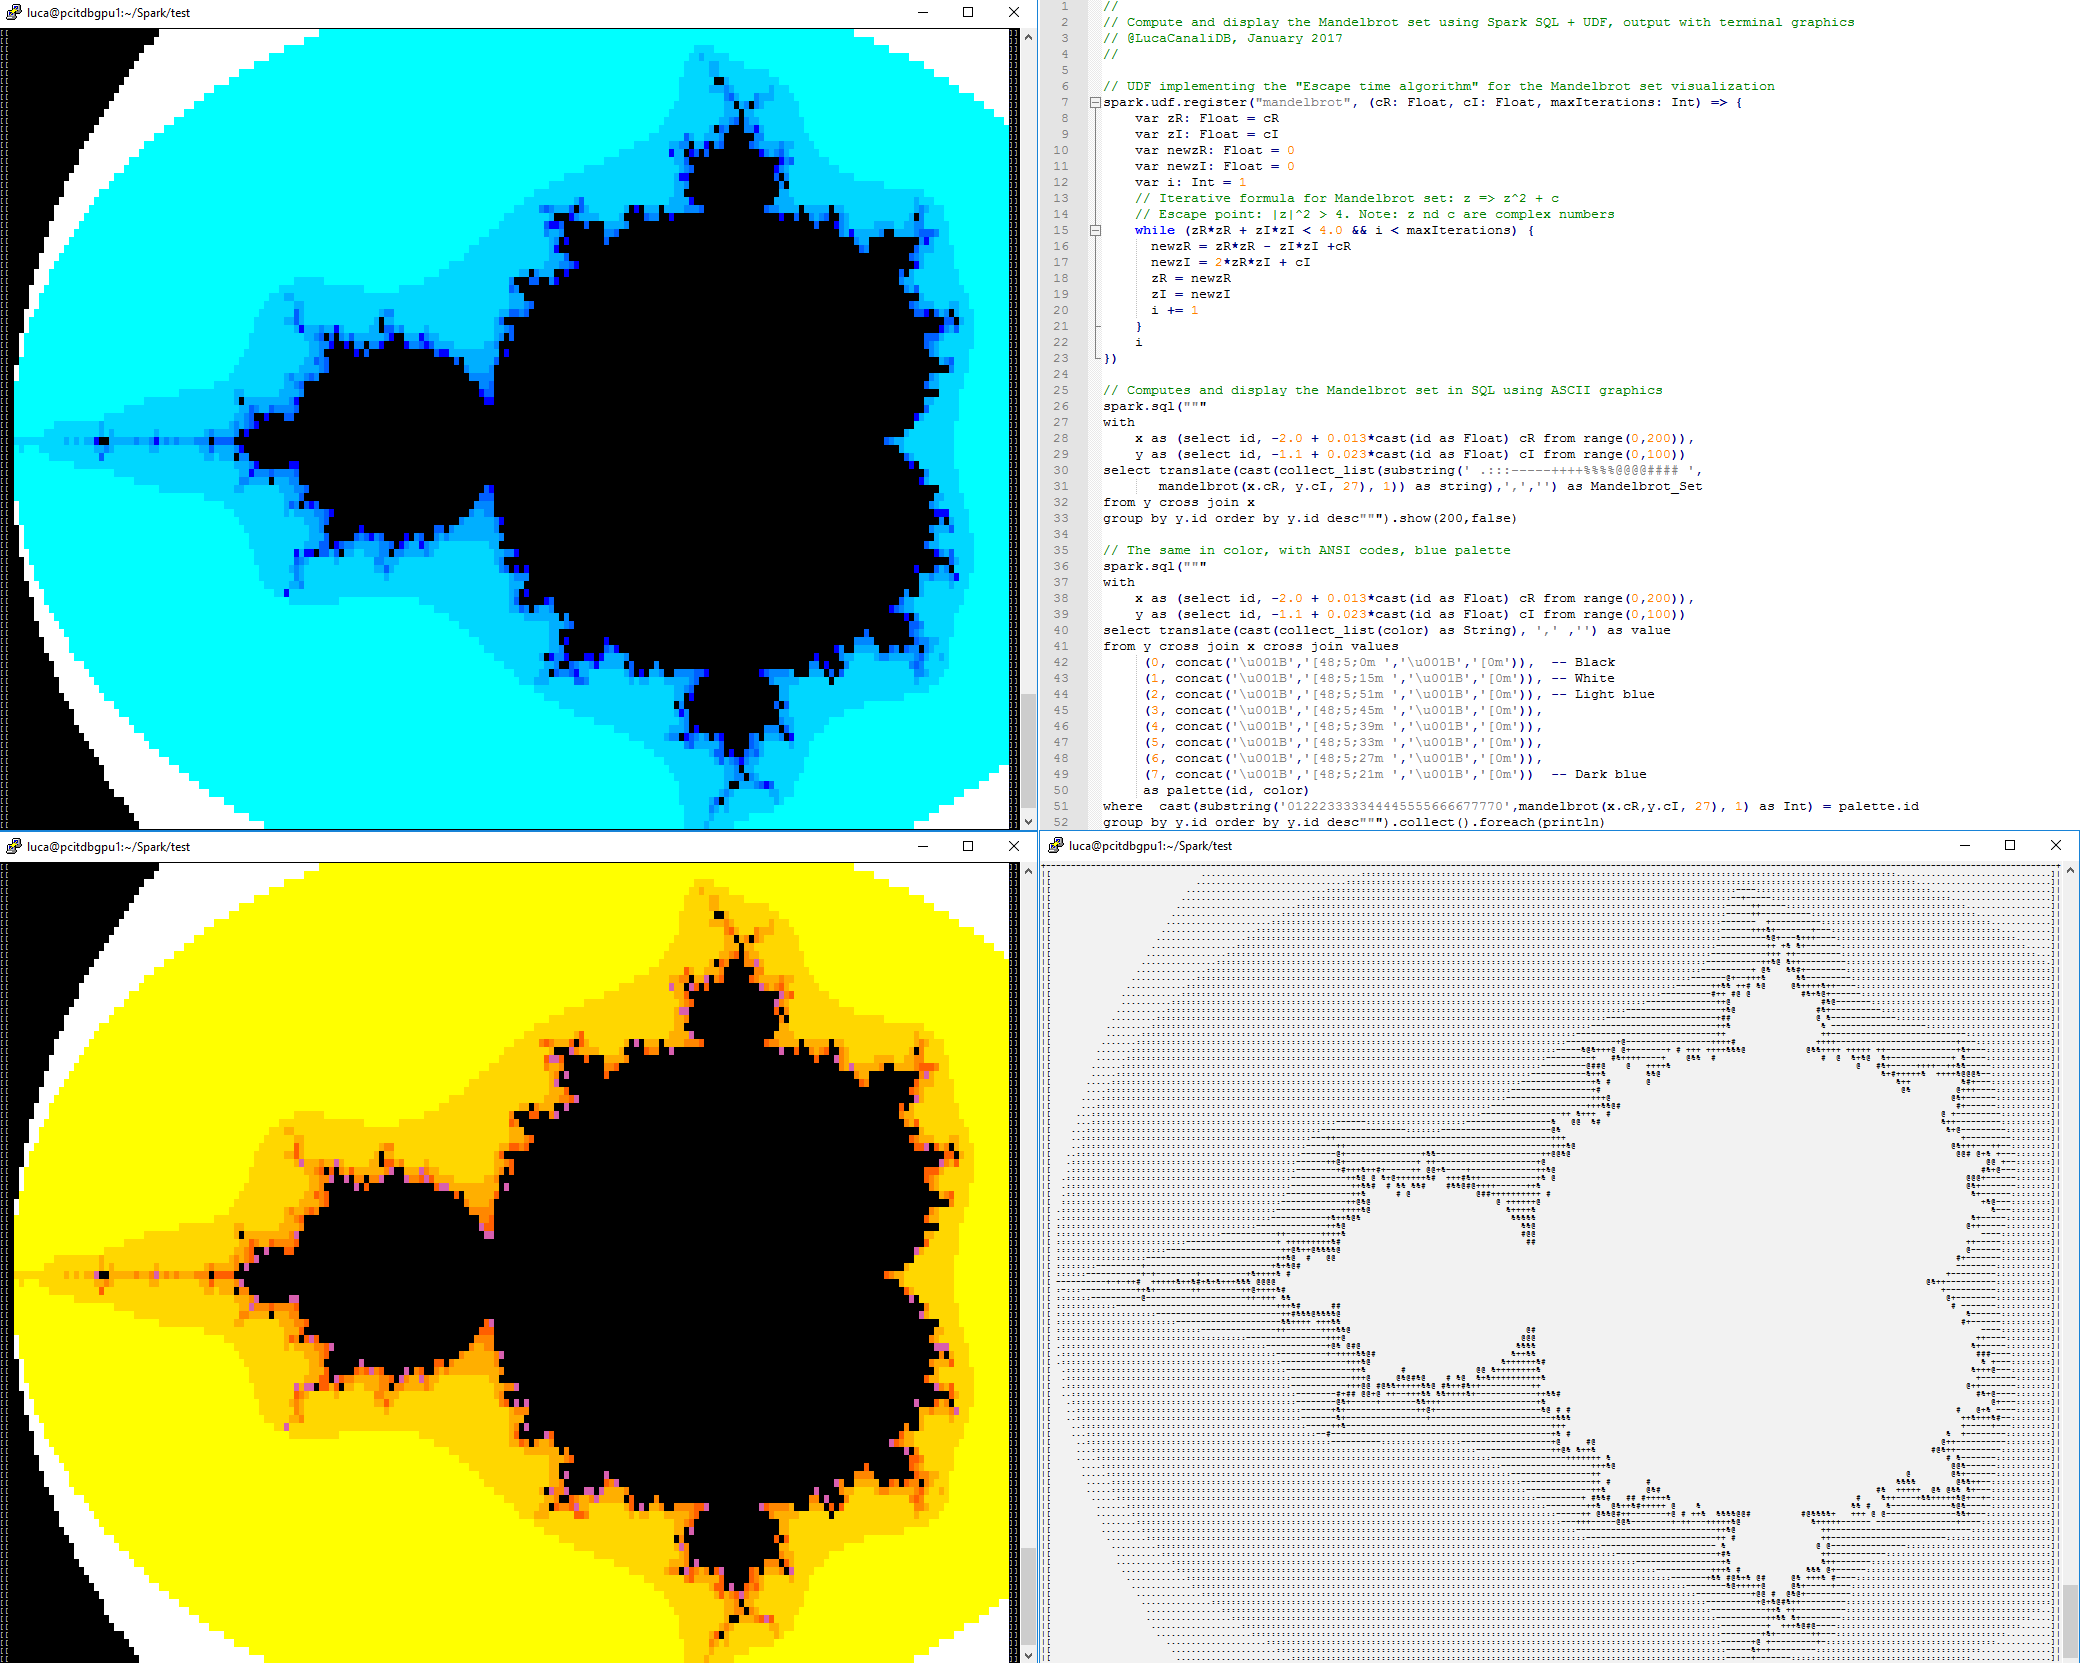 luca@pcitdbgpu1:~/Spark/test
1 //
2 // Compute and display the Mandelbrot set using Spark SQL + UDF, output with terminal graphics
3 // @LucaCanaliDB, January 2017
4 //
5
6 // UDF implementing the "Escape time algorithm" for the Mandelbrot set visualization
7 spark.udf.register("mandelbrot", (cR: Float, cI: Float, maxIterations: Int) => {
8     var zR: Float = cR
9     var zI: Float = cI
10     var newzR: Float = 0
11     var newzI: Float = 0
12     var i: Int = 1
13     // Iterative formula for Mandelbrot set: z => z^2 + c
14     // Escape point: |z|^2 > 4. Note: z nd c are complex numbers
15     while (zR*zR + zI*zI < 4.0 && i < maxIterations) {
16       newzR = zR*zR - zI*zI +cR
17       newzI = 2*zR*zI + cI
18       zR = newzR
19       zI = newzI
20       i += 1
21     }
22     i
23 })
24
25 // Computes and display the Mandelbrot set in SQL using ASCII graphics
26 spark.sql("""
27 with
28     x as (select id, -2.0 + 0.013*cast(id as Float) cR from range(0,200)),
29     y as (select id, -1.1 + 0.023*cast(id as Float) cI from range(0,100))
30 select translate(cast(collect_list(substring(' .:::-----++++%%%%@@@@#### ',
31        mandelbrot(x.cR, y.cI, 27), 1)) as string),',','') as Mandelbrot_Set
32 from y cross join x
33 group by y.id order by y.id desc""").show(200,false)
34
35 // The same in color, with ANSI codes, blue palette
36 spark.sql("""
37 with
38     x as (select id, -2.0 + 0.013*cast(id as Float) cR from range(0,200)),
39     y as (select id, -1.1 + 0.023*cast(id as Float) cI from range(0,100))
40 select translate(cast(collect_list(color) as String), ',' ,'') as value
41 from y cross join x cross join values
42      (0, concat('\u001B','[48;5;0m ','\u001B','[0m')),  -- Black
43      (1, concat('\u001B','[48;5;15m ','\u001B','[0m')), -- White
44      (2, concat('\u001B','[48;5;51m ','\u001B','[0m')), -- Light blue
45      (3, concat('\u001B','[48;5;45m ','\u001B','[0m')),
46      (4, concat('\u001B','[48;5;39m ','\u001B','[0m')),
47      (5, concat('\u001B','[48;5;33m ','\u001B','[0m')),
48      (6, concat('\u001B','[48;5;27m ','\u001B','[0m')),
49      (7, concat('\u001B','[48;5;21m ','\u001B','[0m'))  -- Dark blue
50      as palette(id, color)
51 where  cast(substring('012223333344445555666677770',mandelbrot(x.cR,y.cI, 27), 1) as Int) = palette.id
52 group by y.id order by y.id desc""").collect().foreach(println)
luca@pcitdbgpu1:~/Spark/test
luca@pcitdbgpu1:~/Spark/test